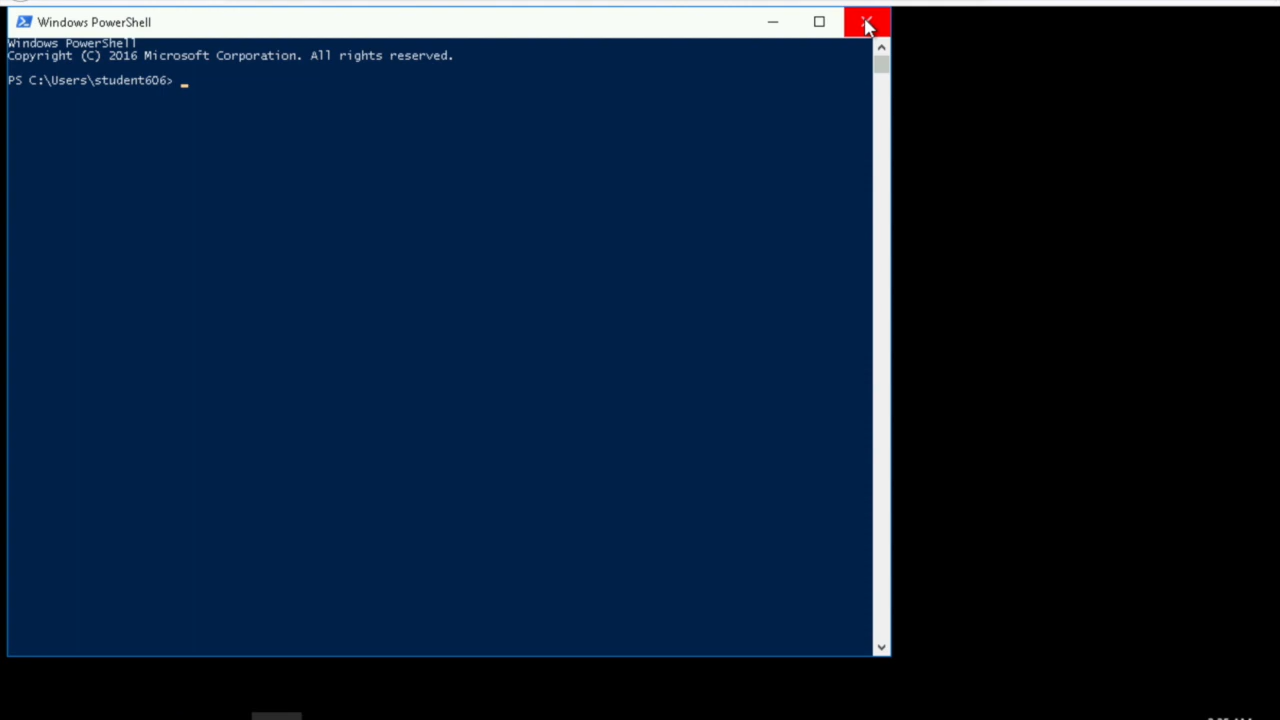 Windows PowerShell
Windows PowerShell
Copyright (C) 2016 Microsoft Corporation. All rights reserved.
PS C:\Users\student606>